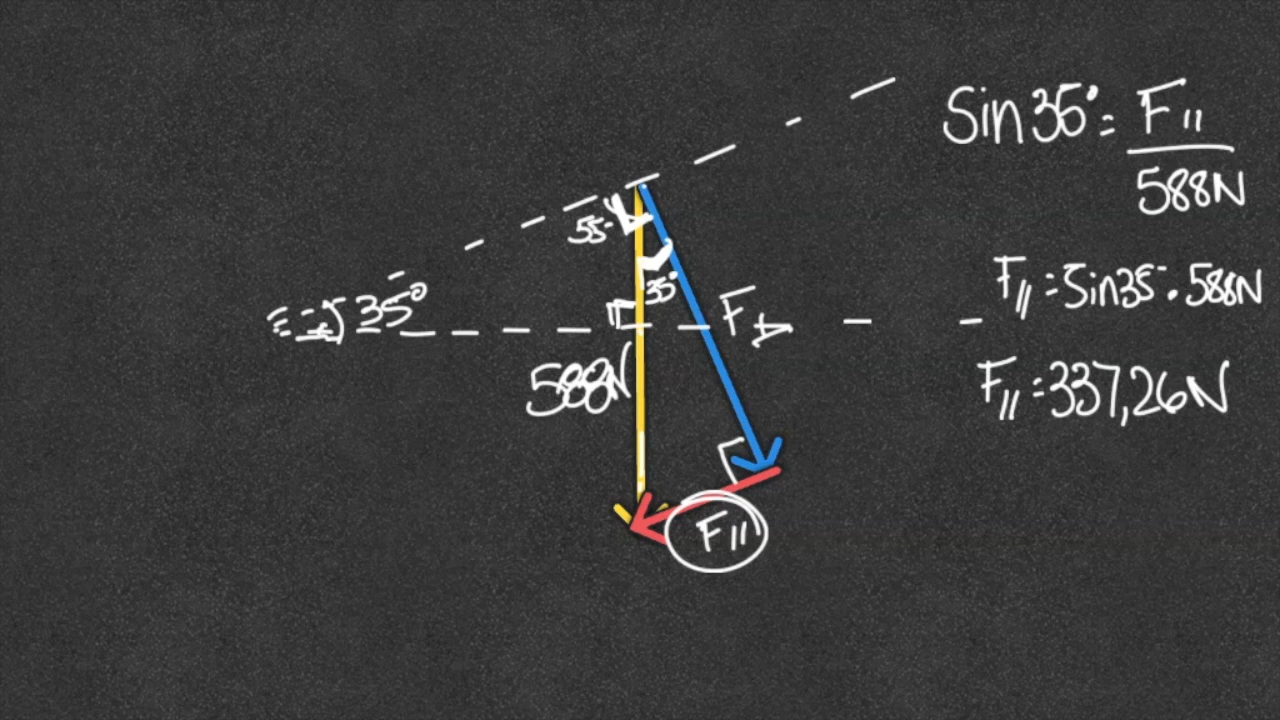 Sin 35° = F||
588N
55°
35°
F||
=
Sin35° · 588N
35°
F
588N
F|| = 337,26N
F||